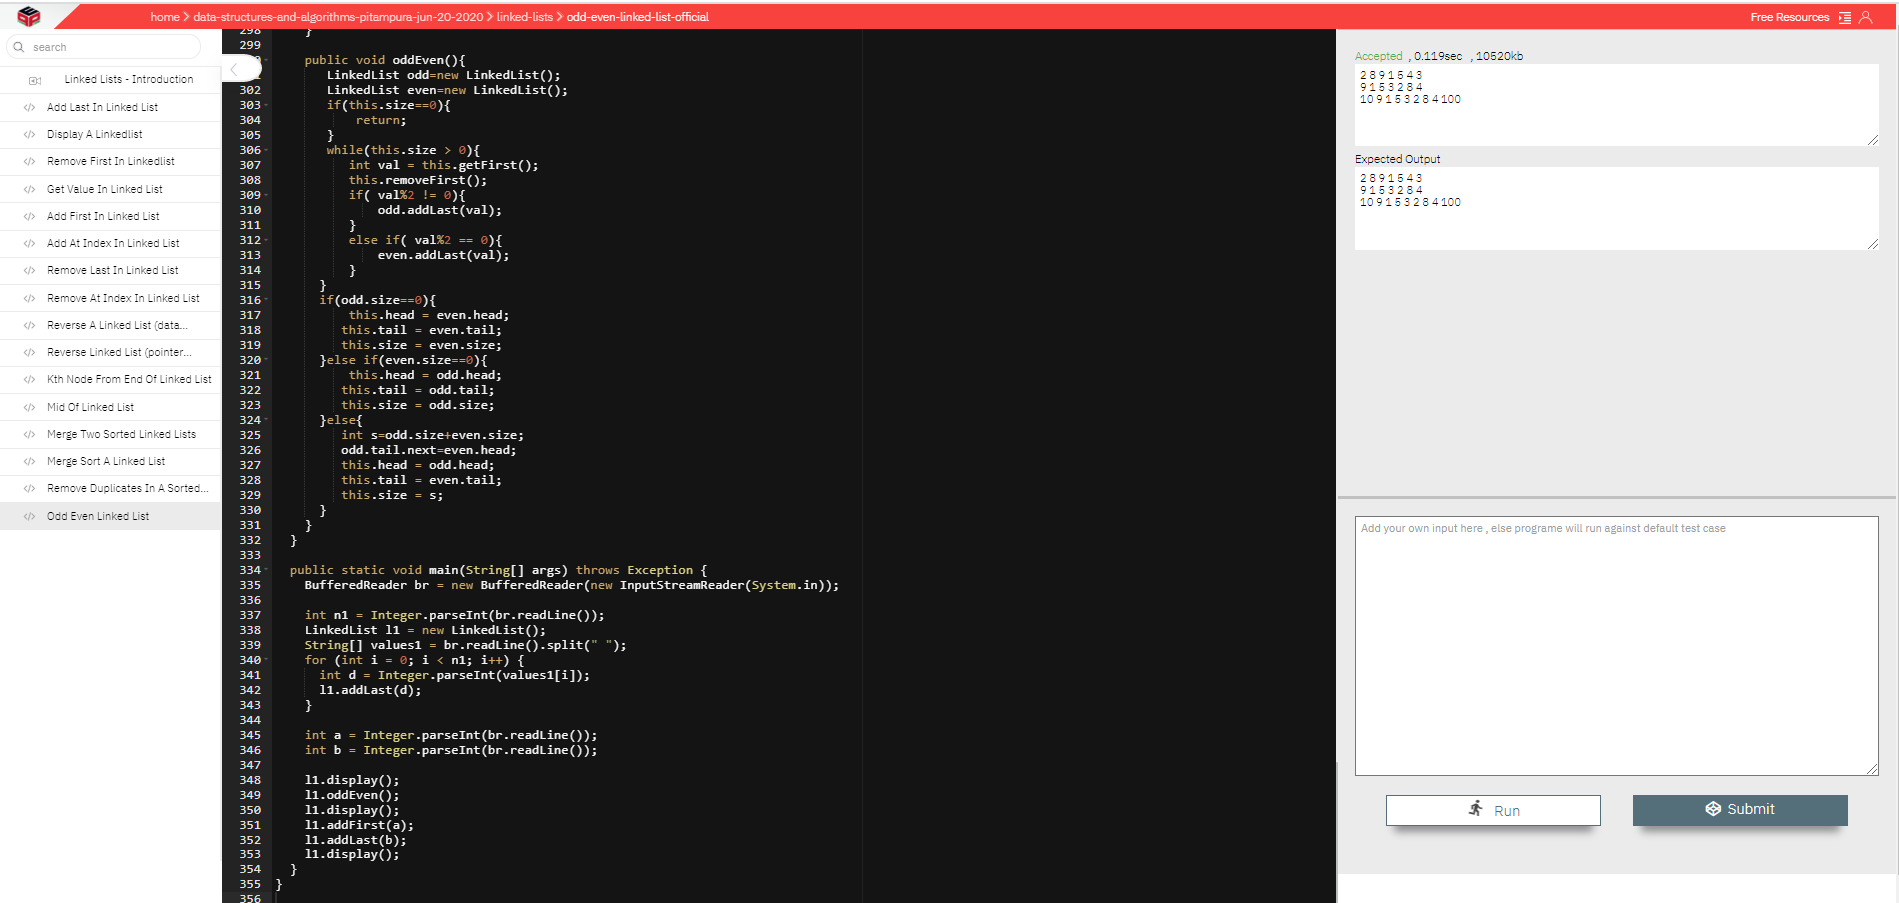 home > data-structures-and-algorithms-pitampura-jun-20-2020 > linked-lists > odd-even-linked-list-official
Free Resources
search
Linked Lists - Introduction
Add Last In Linked List
Display A Linkedlist
Remove First In Linkedlist
Get Value In Linked List
Add First In Linked List
Add At Index In Linked List
Remove Last In Linked List
Remove At Index In Linked List
Reverse A Linked List (data...
Reverse Linked List (pointer...
Kth Node From End Of Linked List
Mid Of Linked List
Merge Two Sorted Linked Lists
Merge Sort A Linked List
Remove Duplicates In A Sorted...
Odd Even Linked List
298 }
299
public void oddEven(){
LinkedList odd=new LinkedList();
302 LinkedList even=new LinkedList();
303 if(this.size==0){
304 return;
305 }
306 while(this.size > 0){
307 int val = this.getFirst();
308 this.removeFirst();
309 if( val%2 != 0){
310 odd.addLast(val);
311 }
312 else if( val%2 == 0){
313 even.addLast(val);
314 }
315 }
316 if(odd.size==0){
317 this.head = even.head;
318 this.tail = even.tail;
319 this.size = even.size;
320 }else if(even.size==0){
321 this.head = odd.head;
322 this.tail = odd.tail;
323 this.size = odd.size;
324 }else{
325 int s=odd.size+even.size;
326 odd.tail.next=even.head;
327 this.head = odd.head;
328 this.tail = even.tail;
329 this.size = s;
330 }
331 }
332 }
333
334 public static void main(String[] args) throws Exception {
335 BufferedReader br = new BufferedReader(new InputStreamReader(System.in));
336
337 int n1 = Integer.parseInt(br.readLine());
338 LinkedList l1 = new LinkedList();
339 String[] values1 = br.readLine().split(" ");
340 for (int i = 0; i < n1; i++) {
341 int d = Integer.parseInt(values1[i]);
342 l1.addLast(d);
343 }
344
345 int a = Integer.parseInt(br.readLine());
346 int b = Integer.parseInt(br.readLine());
347
348 l1.display();
349 l1.oddEven();
350 l1.display();
351 l1.addFirst(a);
352 l1.addLast(b);
353 l1.display();
354 }
355 }
356
Accepted , 0.119sec , 10520kb
2 8 9 1 5 4 3
9 1 5 3 2 8 4
10 9 1 5 3 2 8 4 100
Expected Output
2 8 9 1 5 4 3
9 1 5 3 2 8 4
10 9 1 5 3 2 8 4 100
Add your own input here , else programe will run against default test case
Run
Submit